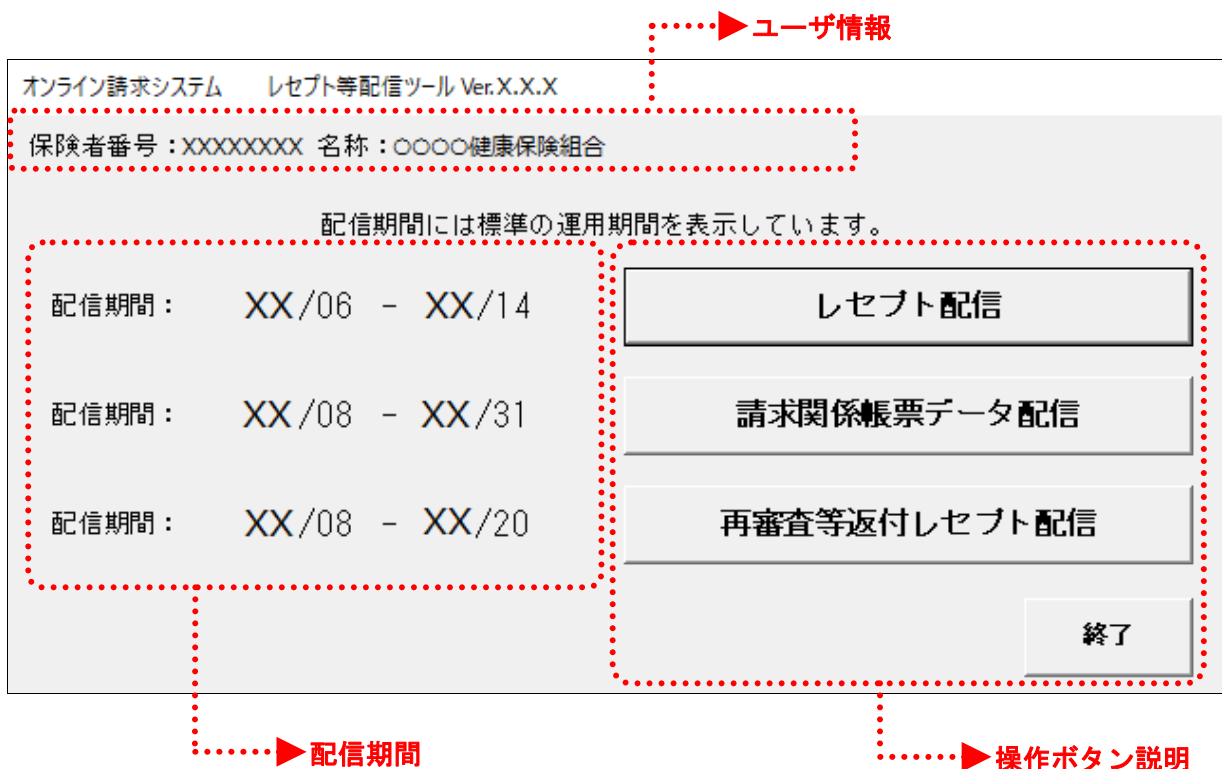 ユーザ情報
オンライン請求システム レセプト等配信ツール Ver.X.X.X
保険者番号：XXXXXXXX 名称：○○○○健康保険組合
配信期間には標準の運用期間を表示しています。
配信期間： XX/06 - XX/14 レセプト配信
配信期間： XX/08 - XX/31 請求関係帳票データ配信
配信期間： XX/08 - XX/20 再審査等返付レセプト配信
終了
配信期間
操作ボタン説明